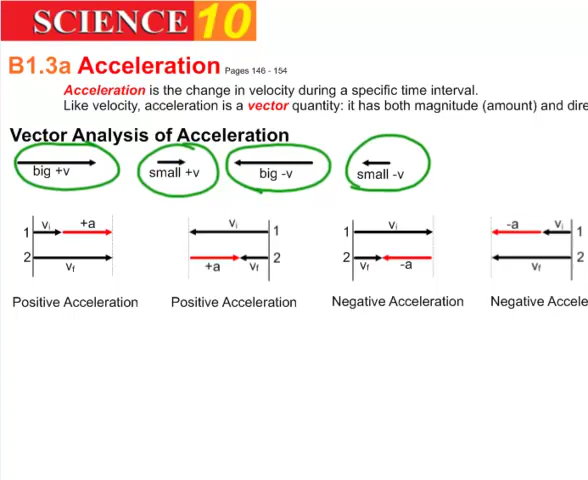 SCIENCE 10
B1.3a Acceleration Pages 146 - 154
Acceleration is the change in velocity during a specific time interval.
Like velocity, acceleration is a vector quantity: it has both magnitude (amount) and dire
Vector Analysis of Acceleration
big +v small +v big -v small -v
1 vi +a vi 1 1 vi -a vi 1
2 vf +a vf 2 2 vf -a vf 2
Positive Acceleration Positive Acceleration Negative Acceleration Negative Accele